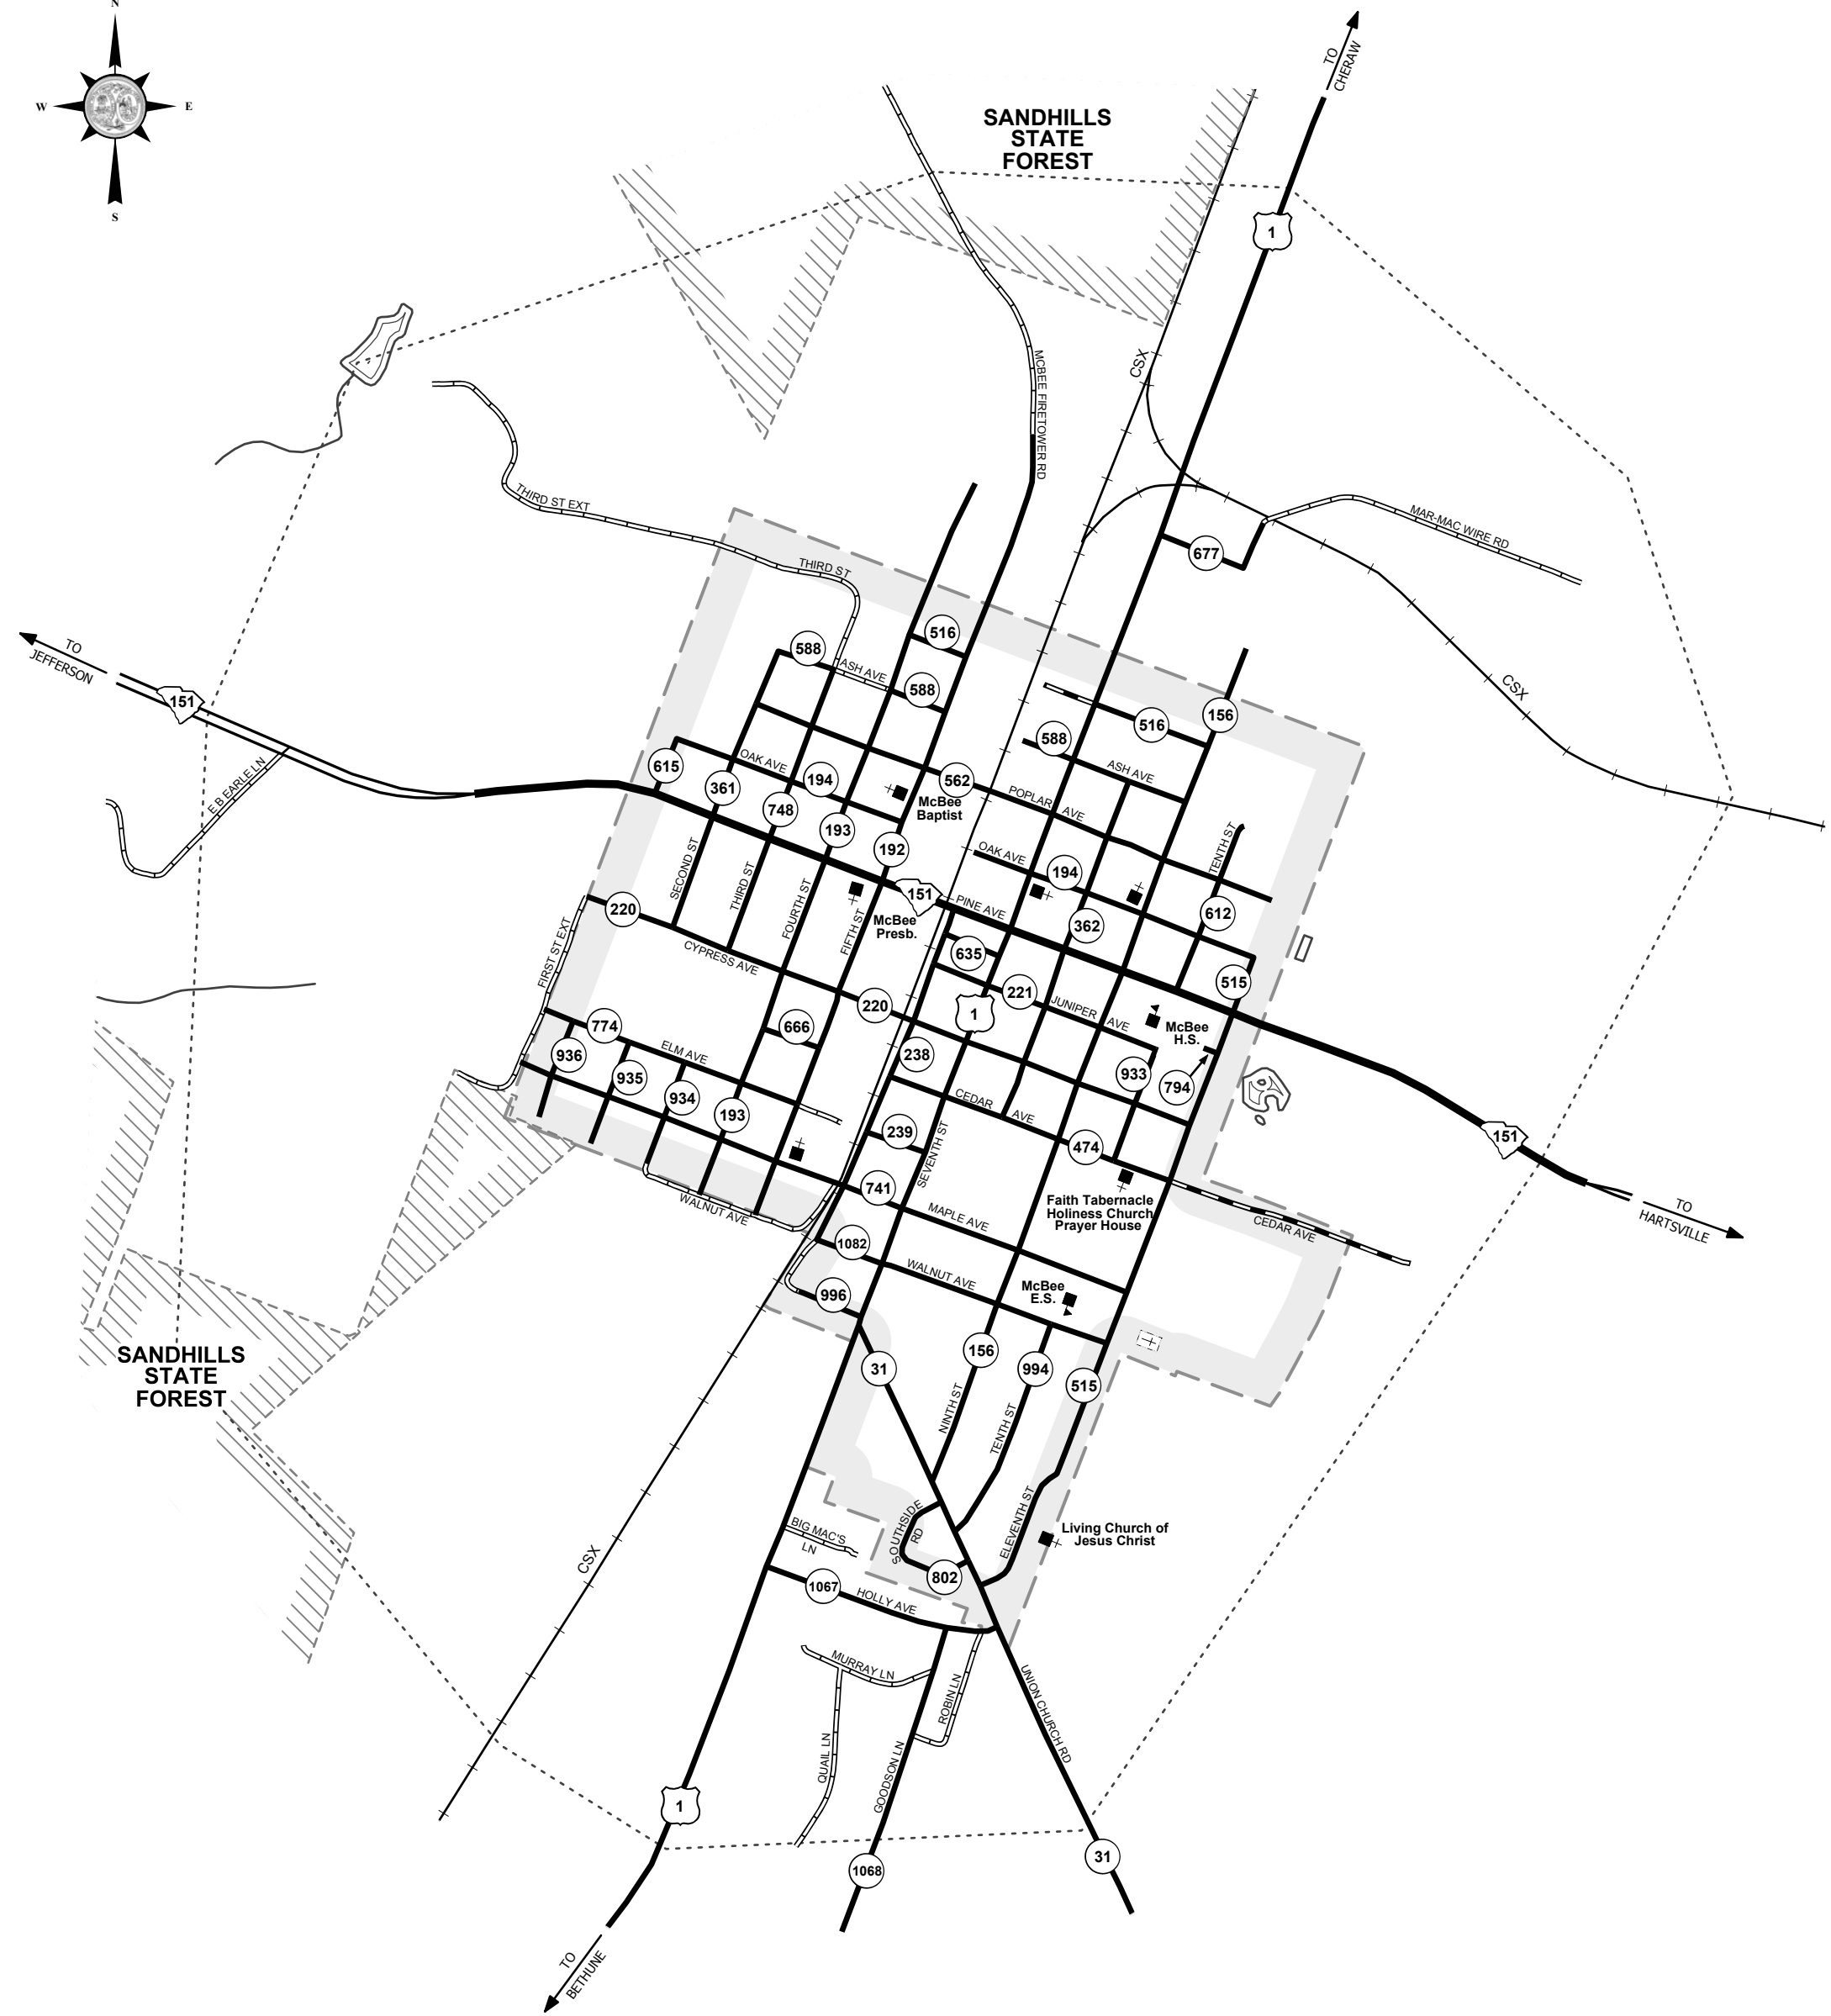 N
W
E
S
TO
CHERAW
SANDHILLS
STATE
FOREST
1
CSX
MCBEE FIRETOWER RD
THIRD ST EXT
MAR-MAC WIRE RD
677
THIRD ST
516
588
ASH AVE
588
TO
JEFFERSON
151
CSX
156
516
588
ASH AVE
615
OAK AVE
194
562
POPLAR AVE
361
748
McBee
Baptist
E B EARLE LN
193
192
TENTH ST
OAK AVE
194
SECOND ST
THIRD ST
FOURTH ST
FIFTH ST
151
PINE AVE
362
612
220
McBee
Presb.
FIRST ST EXT
CYPRESS AVE
635
515
221
JUNIPER AVE
220
1
774
666
McBee
H.S.
936
ELM AVE
238
935
933
794
934
193
CEDAR AVE
239
SEVENTH ST
474
151
741
WALNUT AVE
MAPLE AVE
Faith Tabernacle
Holiness Church
Prayer House
CEDAR AVE
TO
HARTSVILLE
1082
WALNUT AVE
McBee
E.S.
996
SANDHILLS
STATE
FOREST
31
156
994
515
NINTH ST
TENTH ST
ELEVENTH ST
SOUTHSIDE
RD
BIG MAC'S
LN
Living Church of
Jesus Christ
CSX
802
1067
HOLLY AVE
MURRAY LN
ROBIN LN
UNION CHURCH RD
QUAIL LN
GOODSON LN
1
31
1068
TO
BETHUNE